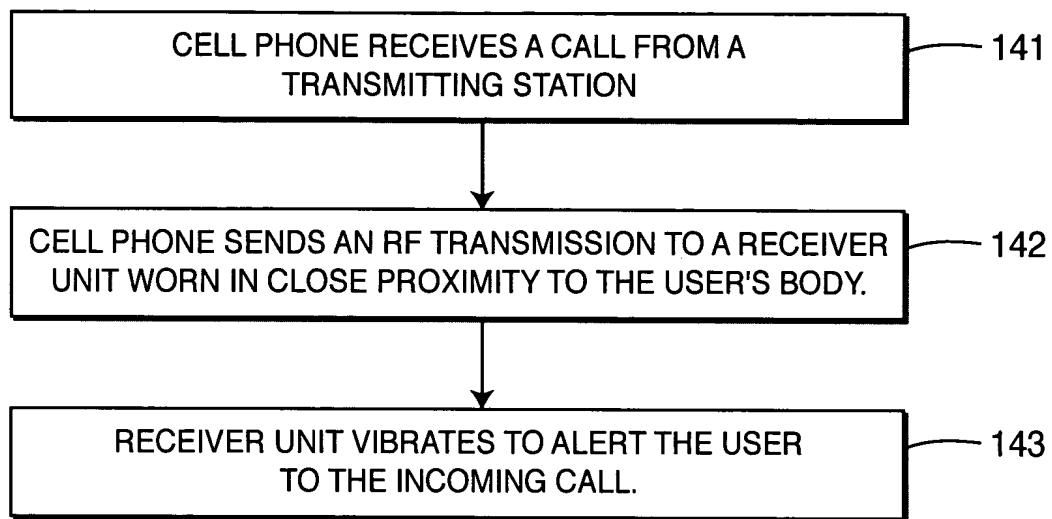 CELL PHONE RECEIVES A CALL FROM A
TRANSMITTING STATION
141
CELL PHONE SENDS AN RF TRANSMISSION TO A RECEIVER
UNIT WORN IN CLOSE PROXIMITY TO THE USER'S BODY.
142
RECEIVER UNIT VIBRATES TO ALERT THE USER
TO THE INCOMING CALL.
143